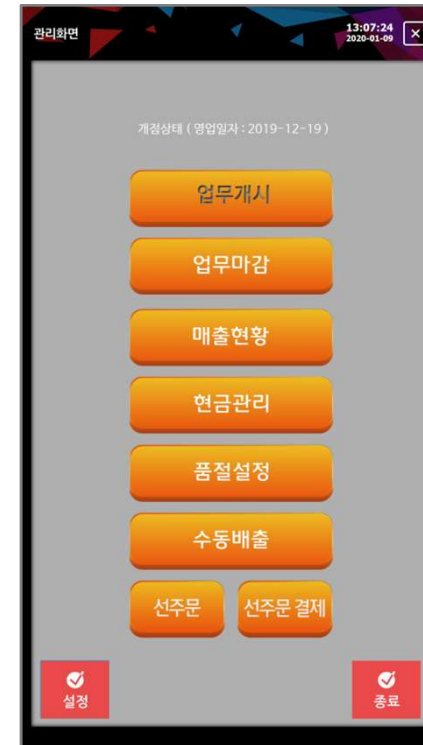 관리화면
13:07:24
2020-01-09
개점상태 ( 영업일자 : 2019-12-19 )
업무개시
업무마감
매출현황
현금관리
품절설정
수동배출
선주문 선주문 결제
설정 종료